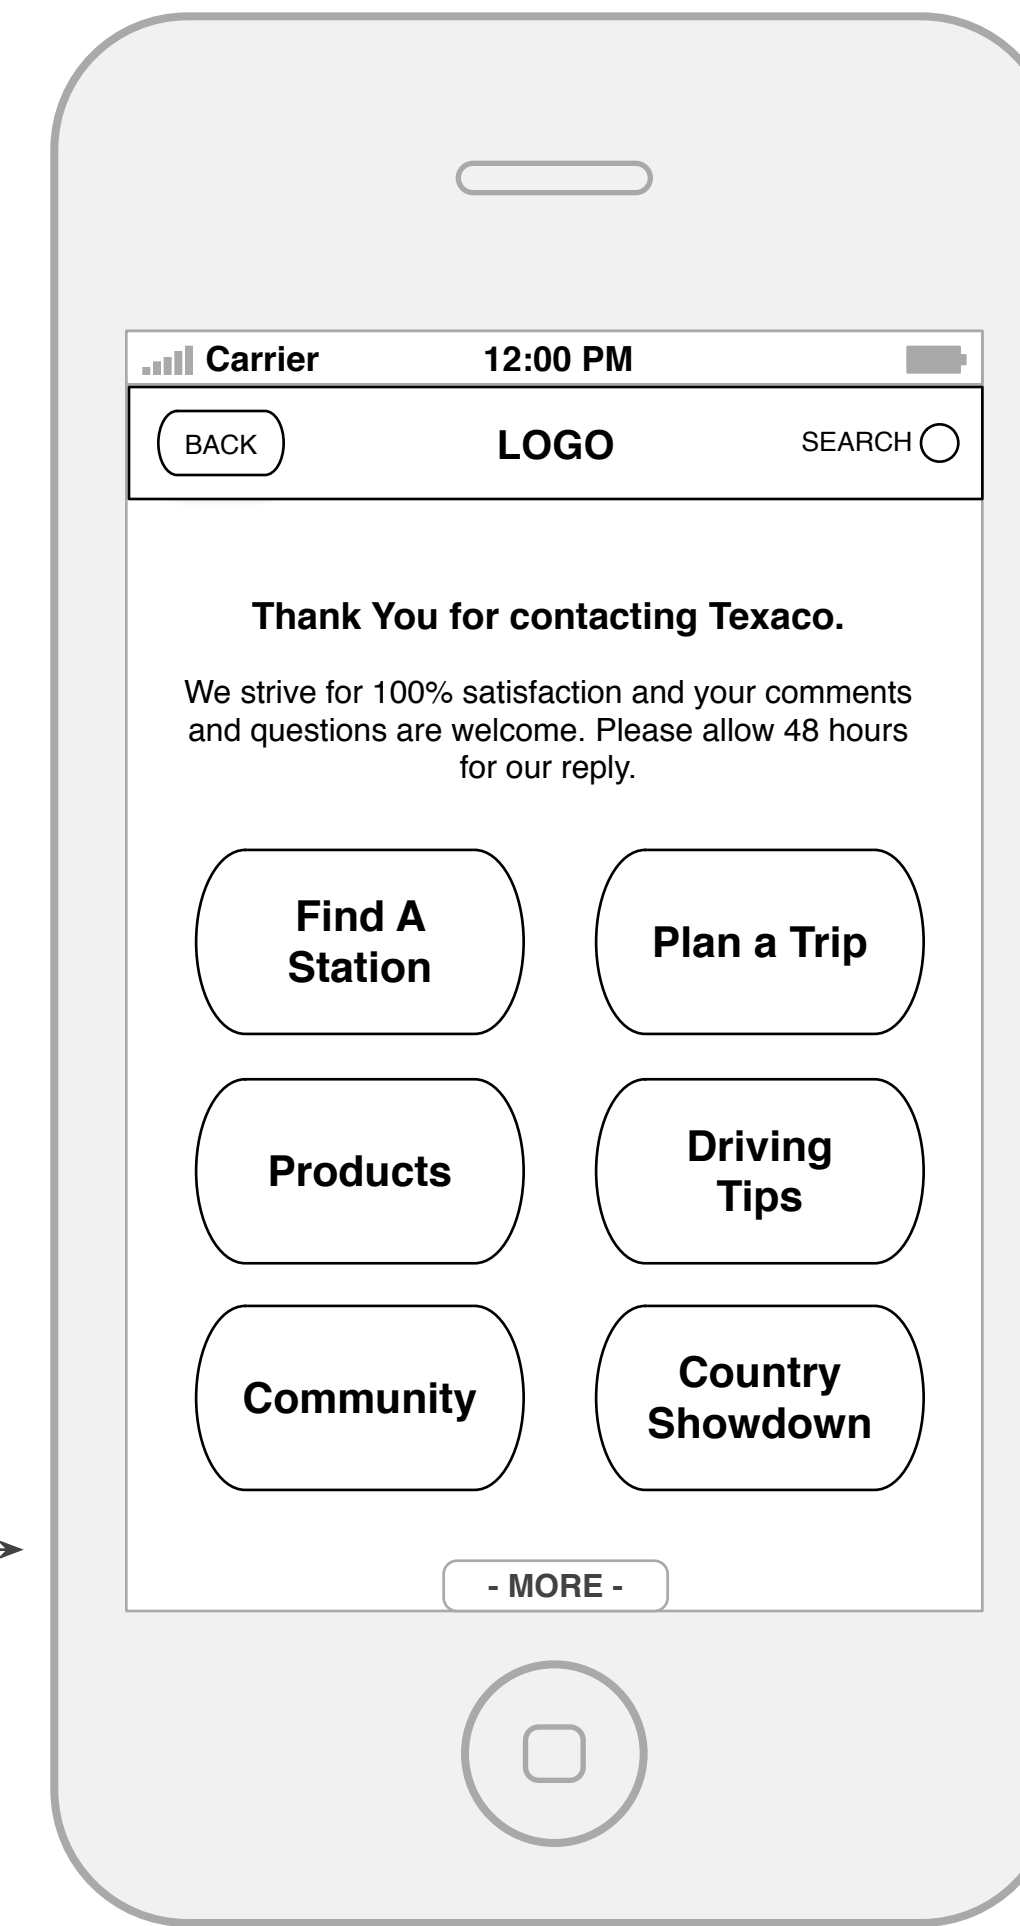 Carrier 12:00 PM
BACK LOGO SEARCH
Thank You for contacting Texaco.
We strive for 100% satisfaction and your comments
and questions are welcome. Please allow 48 hours
for our reply.
Find A
Station
Plan a Trip
Products
Driving
Tips
Community
Country
Showdown
- MORE -